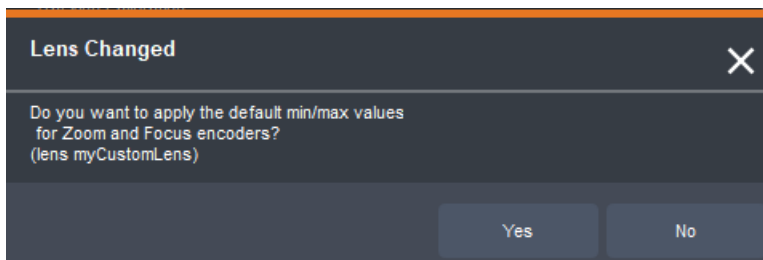 Lens Changed
Do you want to apply the default min/max values
for Zoom and Focus encoders?
(lens myCustomLens)
Yes No